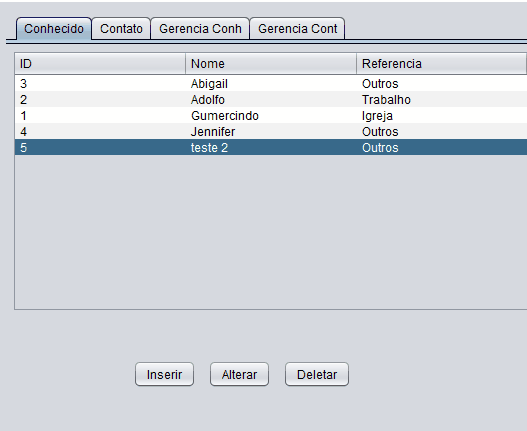 Conhecido Contato Gerencia Conh Gerencia Cont
ID Nome Referencia
3 Abigail Outros
2 Adolfo Trabalho
1 Gumercindo Igreja
4 Jennifer Outros
5 teste 2 Outros
Inserir Alterar Deletar